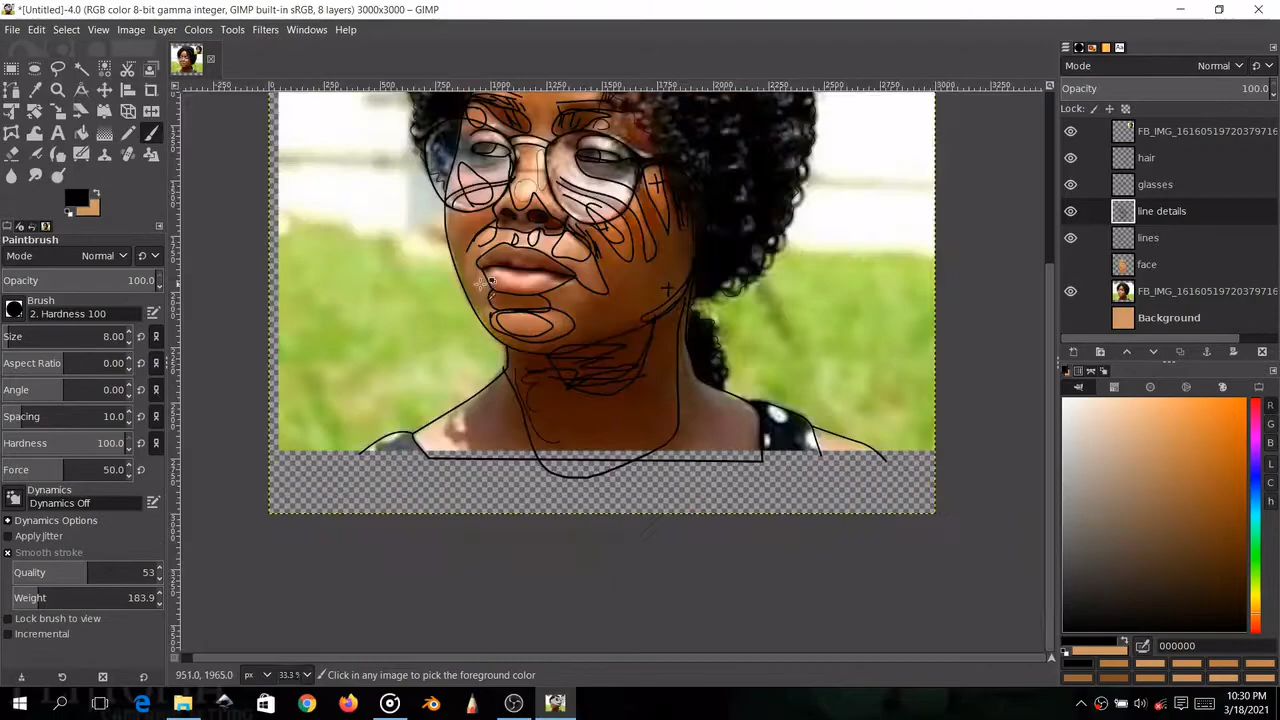 *[Untitled]-4.0 (RGB color 8-bit gamma integer, GIMP built-in sRGB, 8 layers) 3000x3000 – GIMP
File Edit Select View Image Layer Colors Tools Filters Windows Help
Paintbrush
Mode Normal
Opacity 100.0
Brush
2. Hardness 100
Size 8.00
Aspect Ratio 0.00
Angle 0.00
Spacing 10.0
Hardness 100.0
Force 50.0
Dynamics
Dynamics Off
Dynamics Options
Apply Jitter
Smooth stroke
Quality 53
Weight 183.9
Lock brush to view
Incremental
951.0, 1965.0 px 33.3 Click in any image to pick the foreground color
Mode Normal
Opacity 100.0
Lock:
FB_IMG_16160519720379716
hair
glasses
line details
lines
face
FB_IMG_16160519720379716
Background
R
G
B
L
C
h
000000
10:30 PM
3/18/2021